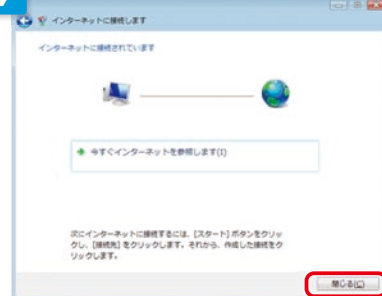 インターネットに接続します
インターネットに接続されています
今すぐインターネットを参照します(I)
次にインターネットに接続するには、[スタート] ボタンをクリッ
クし、[接続先] をクリックします。それから、作成した接続をク
リックします。
閉じる(C)